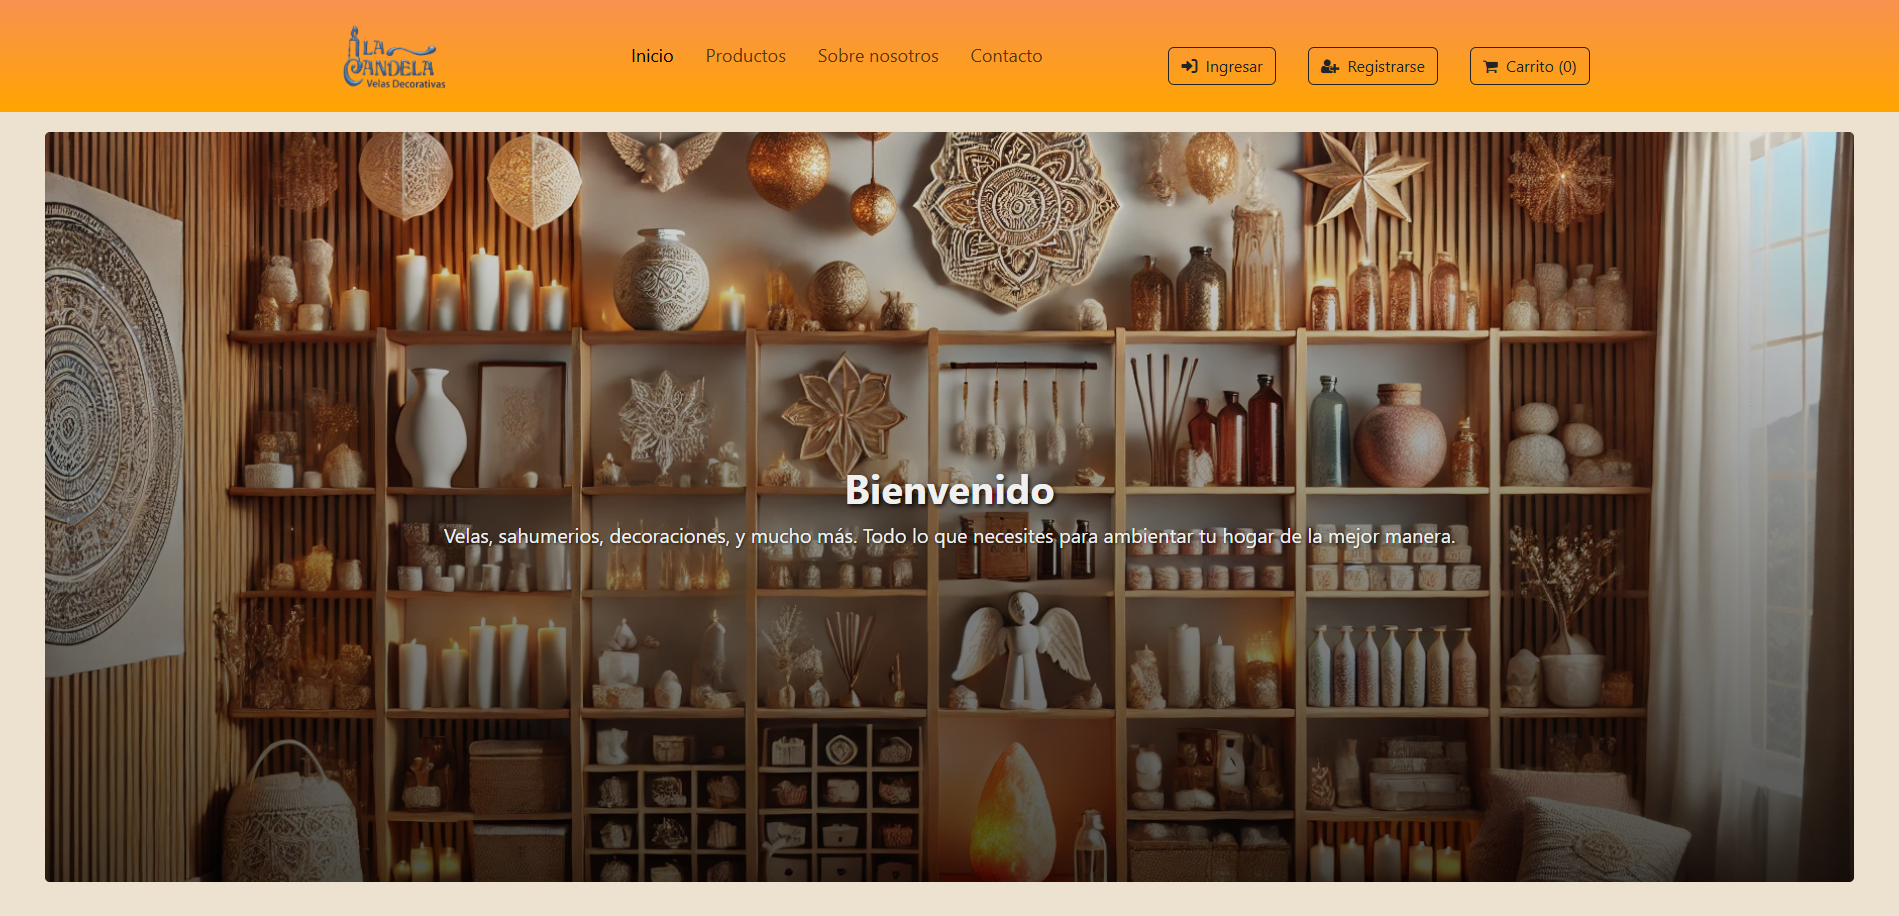 LA
CANDELA
Velas Decorativas
Inicio
Productos
Sobre nosotros
Contacto
Ingresar
Registrarse
Carrito (0)
Bienvenido
Velas, sahumerios, decoraciones, y mucho más. Todo lo que necesites para ambientar tu hogar de la mejor manera.